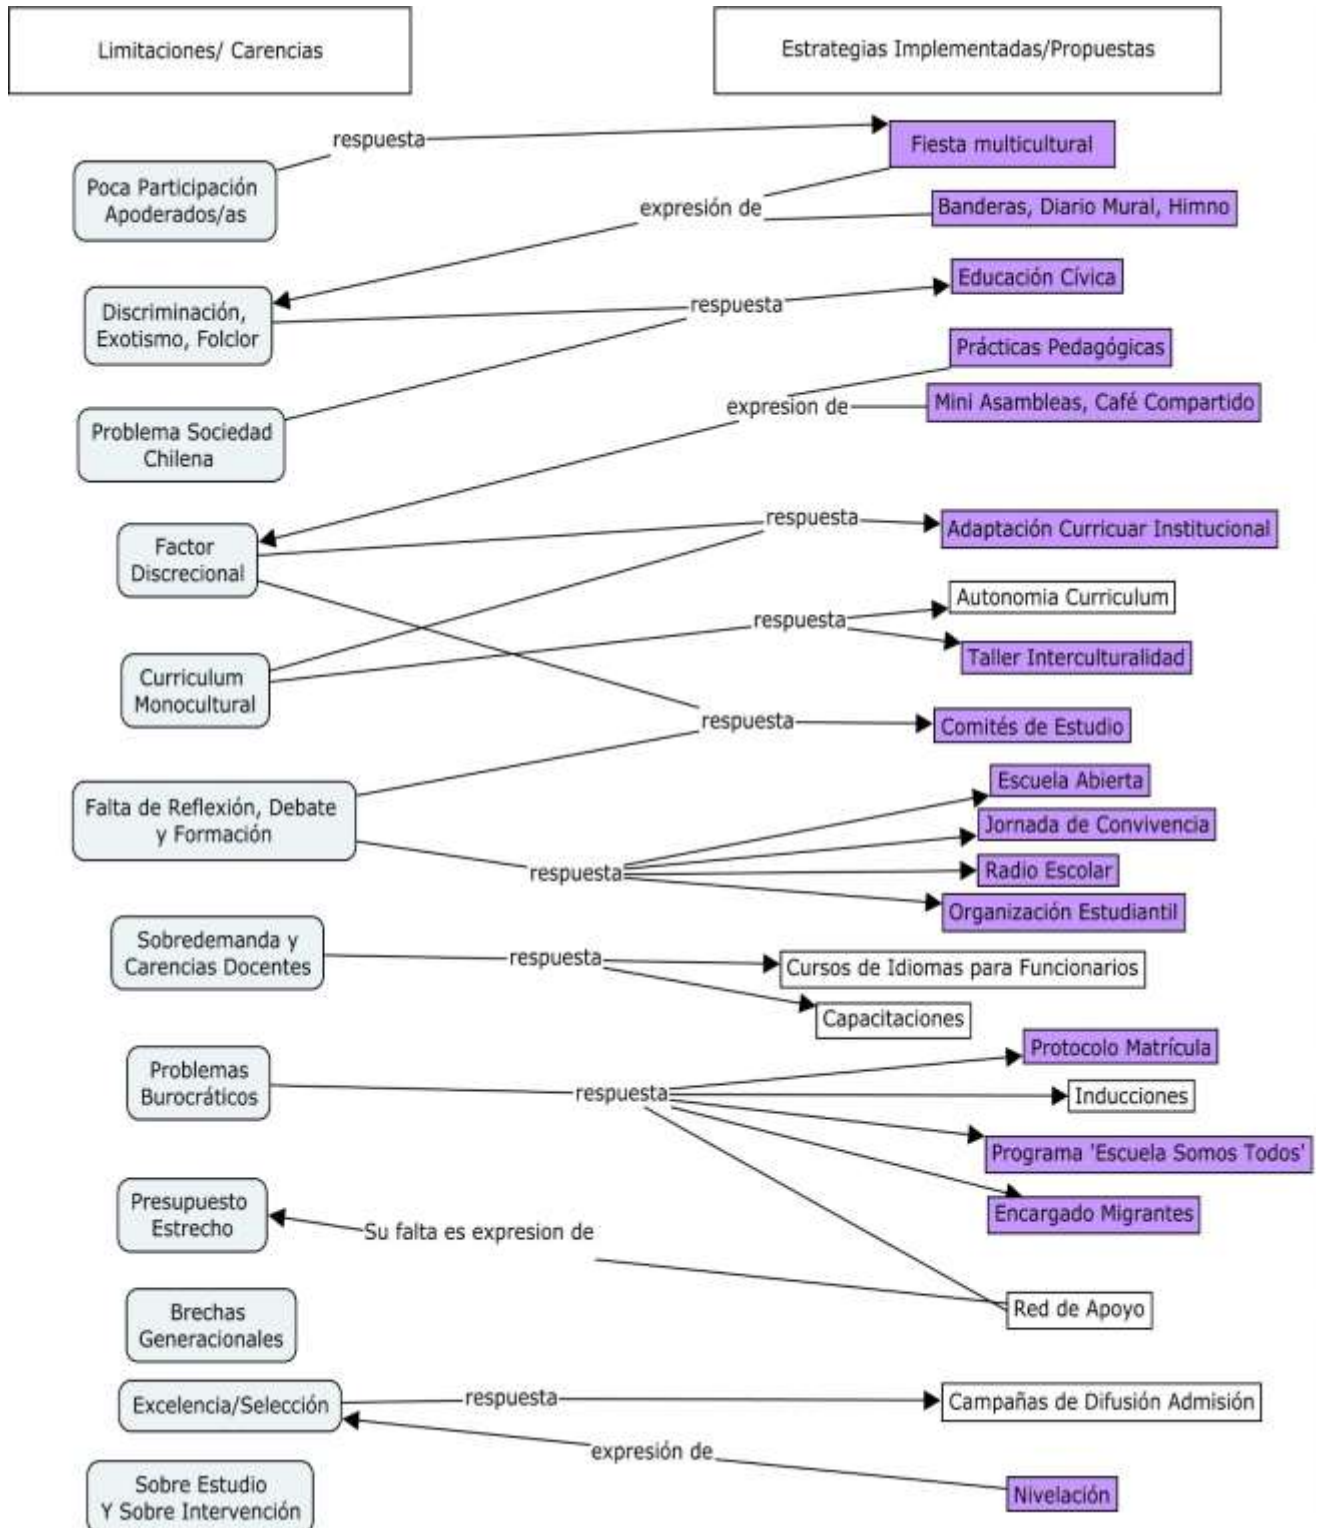 Limitaciones/ Carencias
Estrategias Implementadas/Propuestas
respuesta
Fiesta multicultural
Poca Participación
Apoderados/as
expresión de
Banderas, Diario Mural, Himno
Educación Cívica
Discriminación,
Exotismo, Folclor
respuesta
Prácticas Pedagógicas
expresion de
Mini Asambleas, Café Compartido
Problema Sociedad
Chilena
respuesta
Adaptación Curricuar Institucional
Factor
Discrecional
Autonomia Curriculum
respuesta
Taller Interculturalidad
Curriculum
Monocultural
respuesta
Comités de Estudio
Escuela Abierta
Falta de Reflexión, Debate
y Formación
Jornada de Convivencia
respuesta
Radio Escolar
Organización Estudiantil
Sobredemanda y
Carencias Docentes
respuesta
Cursos de Idiomas para Funcionarios
Capacitaciones
Protocolo Matrícula
Problemas
Burocráticos
respuesta
Inducciones
Programa 'Escuela Somos Todos'
Encargado Migrantes
Presupuesto
Estrecho
Su falta es expresion de
Red de Apoyo
Brechas
Generacionales
Excelencia/Selección
respuesta
Campañas de Difusión Admisión
expresión de
Nivelación
Sobre Estudio
Y Sobre Intervención